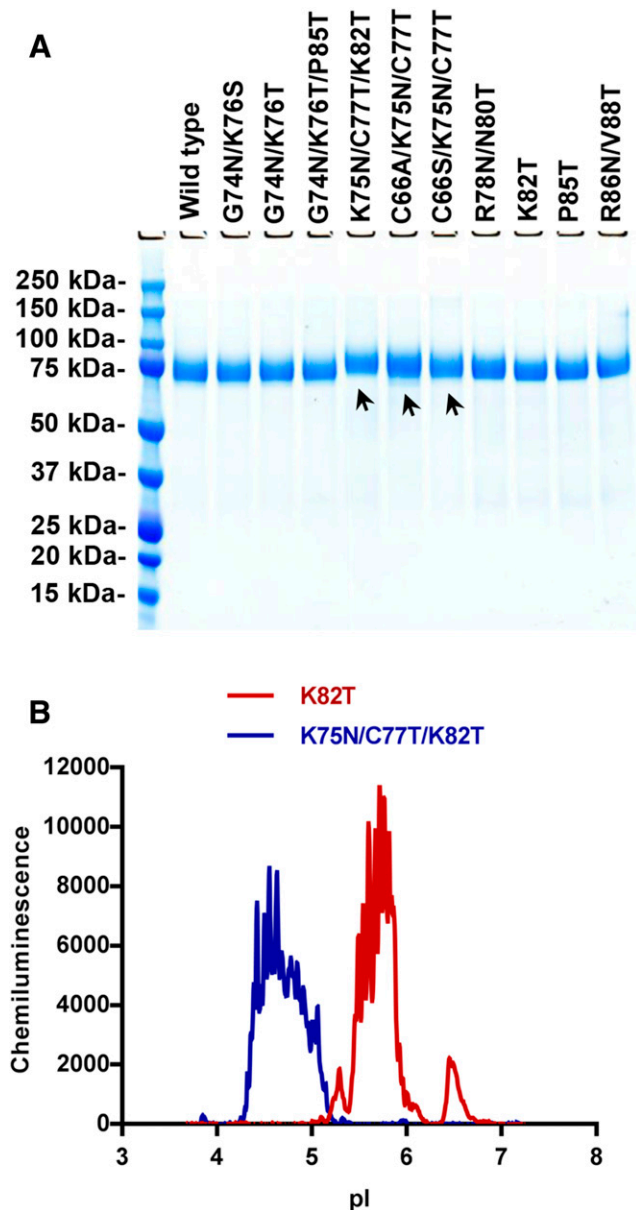 A
Wild type
G74N/K76S
G74N/K76T
G74N/K76T/P85T
K75N/C77T/K82T
C66A/K75N/C77T
C66S/K75N/C77T
R78N/N80T
K82T
P85T
R86N/V88T
250 kDa-
150 kDa-
100 kDa-
75 kDa-
50 kDa-
37 kDa-
25 kDa-
20 kDa-
15 kDa-
B
K82T
K75N/C77T/K82T
Chemiluminescence
12000
10000
8000
6000
4000
2000
0
3 4 5 6 7 8
pI